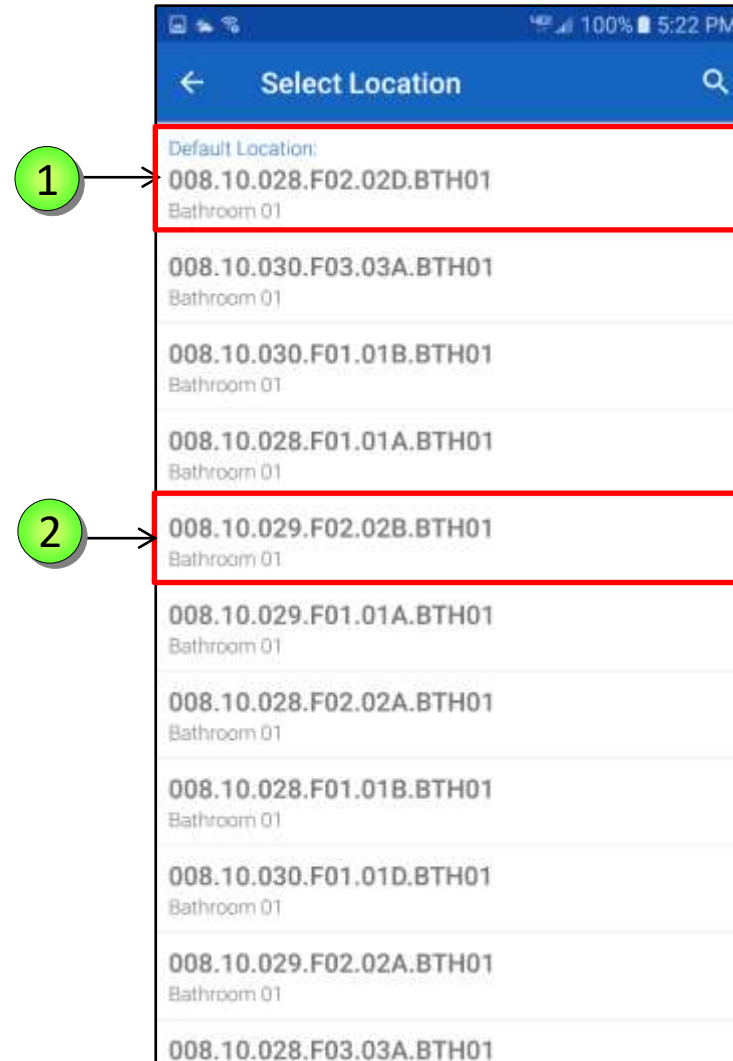 100% 5:22 PM
Select Location
Default Location:
1
008.10.028.F02.02D.BTH01
Bathroom 01
008.10.030.F03.03A.BTH01
Bathroom 01
008.10.030.F01.01B.BTH01
Bathroom 01
008.10.028.F01.01A.BTH01
Bathroom 01
2
008.10.029.F02.02B.BTH01
Bathroom 01
008.10.029.F01.01A.BTH01
Bathroom 01
008.10.028.F02.02A.BTH01
Bathroom 01
008.10.028.F01.01B.BTH01
Bathroom 01
008.10.030.F01.01D.BTH01
Bathroom 01
008.10.029.F02.02A.BTH01
Bathroom 01
008.10.028.F03.03A.BTH01